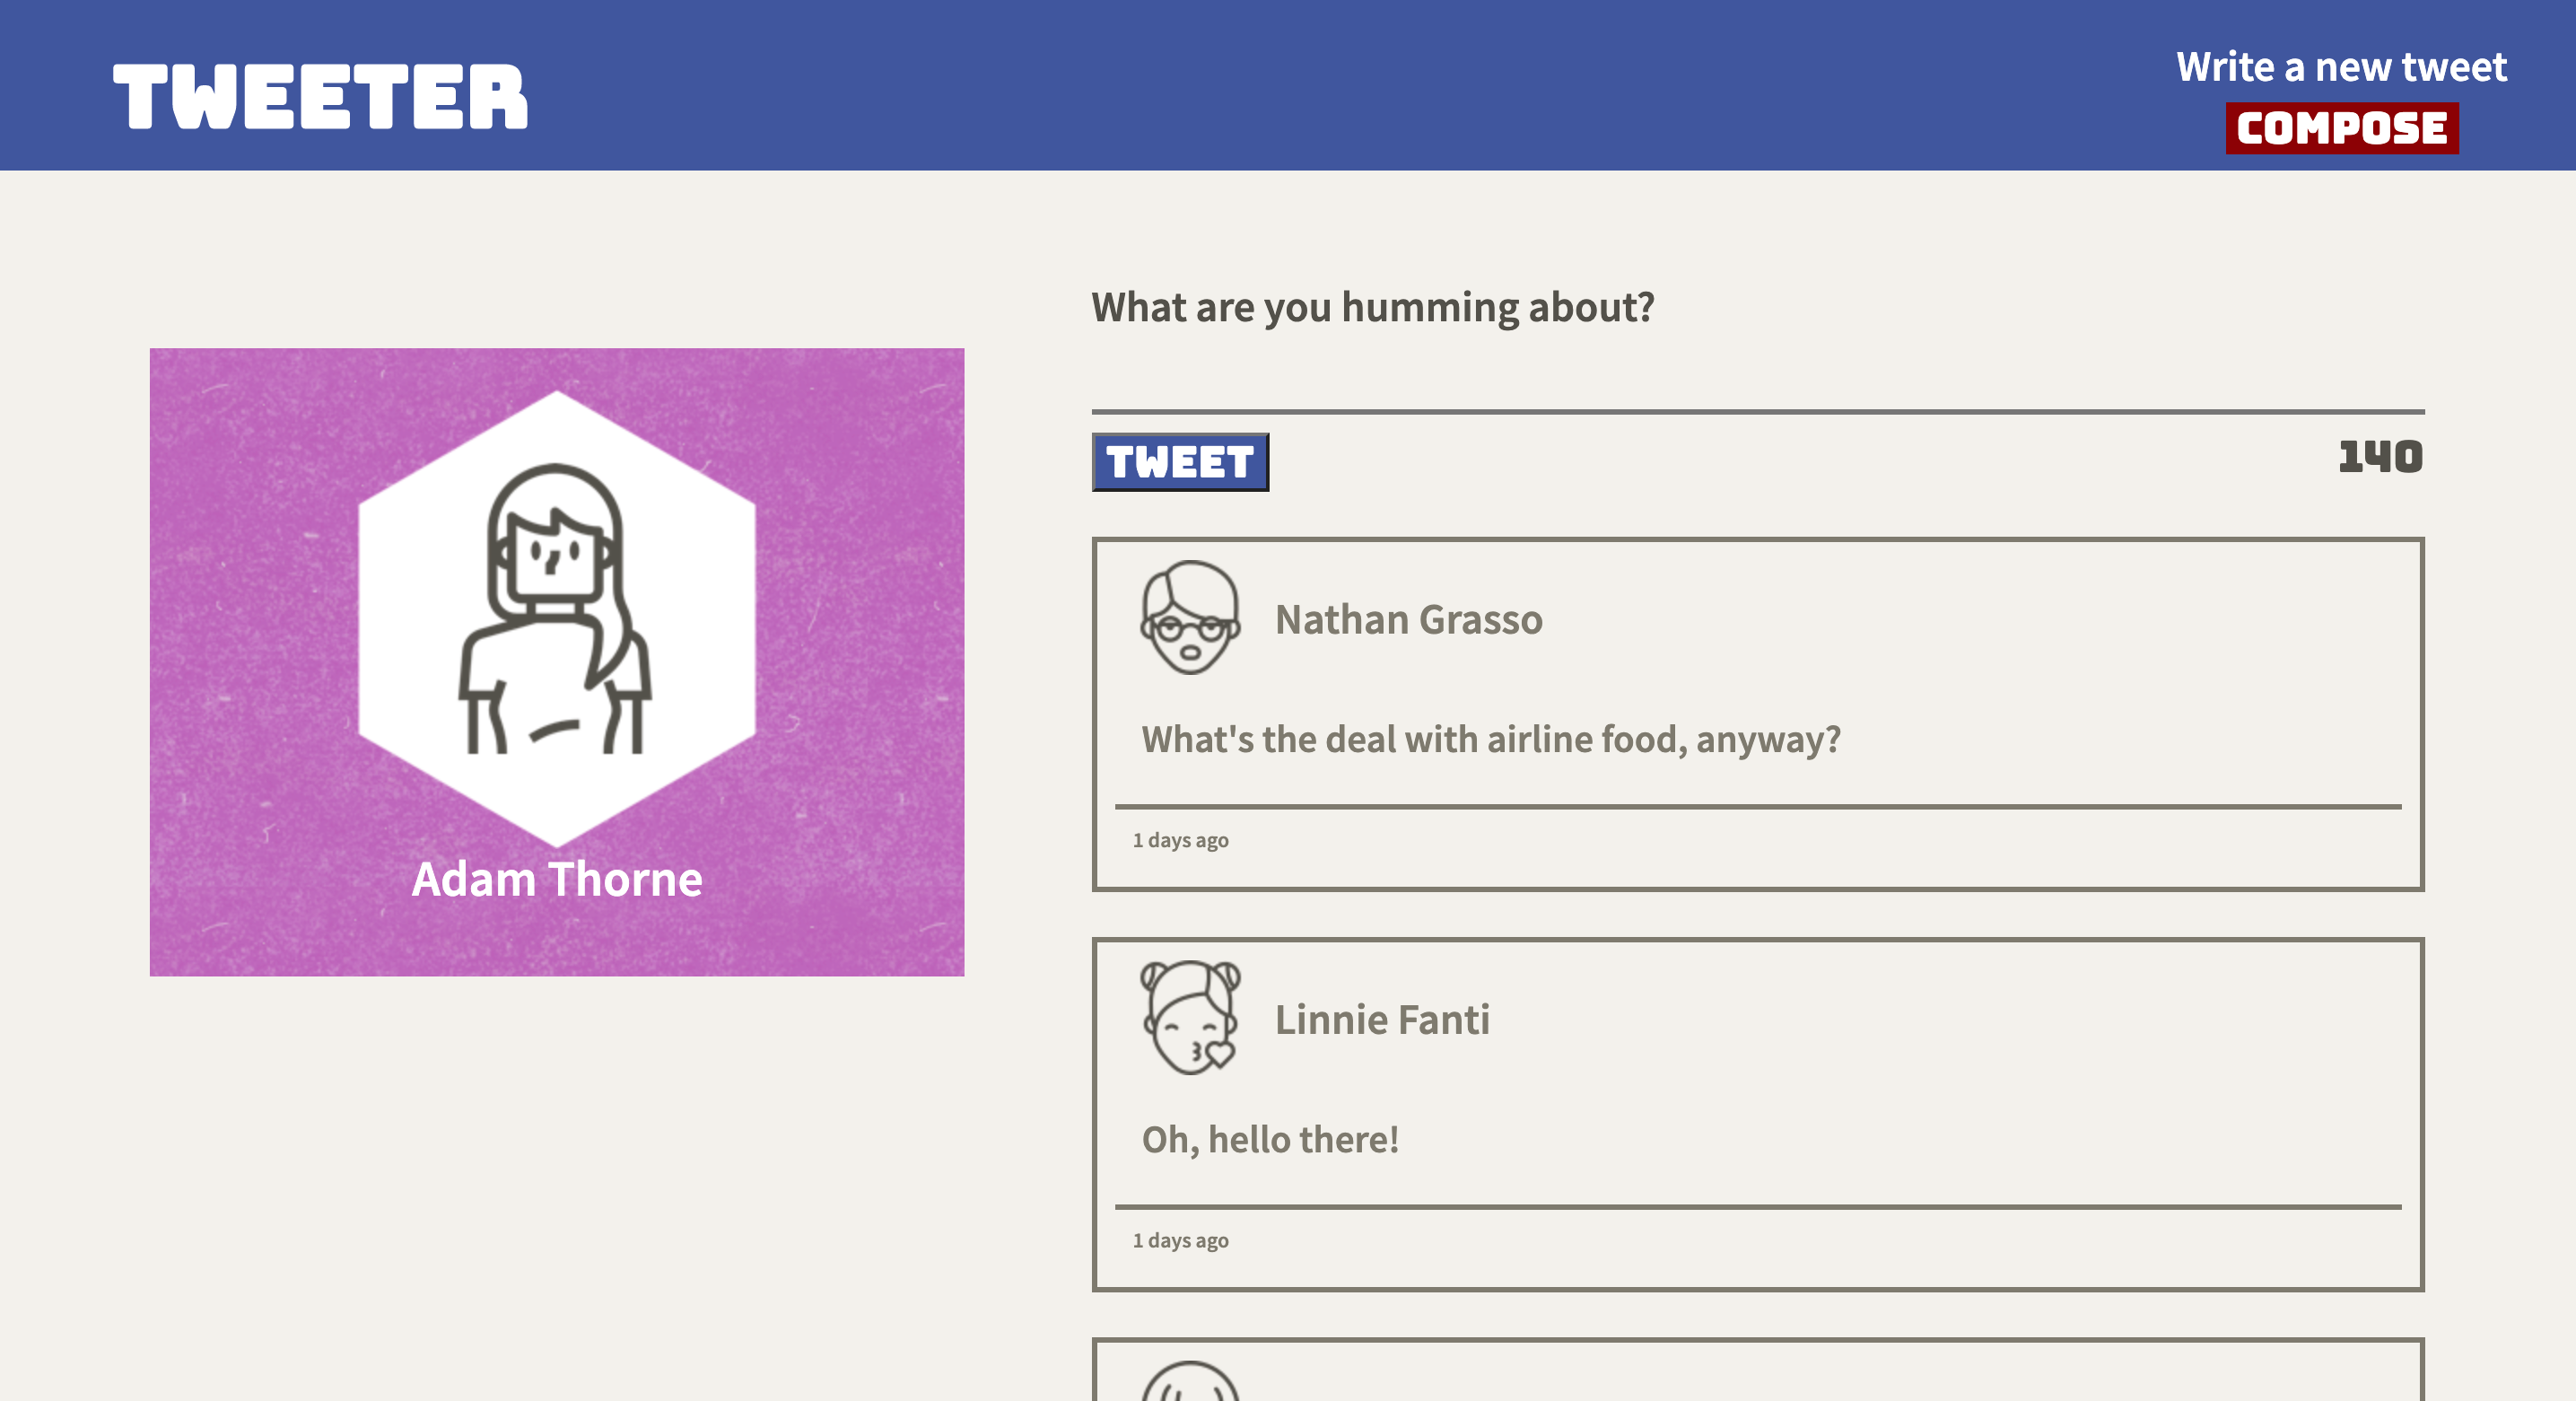 TWEETER
Write a new tweet
COMPOSE
Adam Thorne
What are you humming about?
TWEET
140
Nathan Grasso
What's the deal with airline food, anyway?
1 days ago
Linnie Fanti
Oh, hello there!
1 days ago